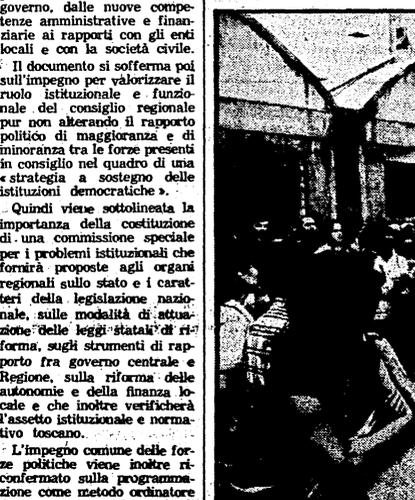 governo, dalle nuove compe-
tenze amministrative e finan-
ziarie ai rapporti con gli enti
locali e con la società civile.
Il documento si sofferma poi
sull'impegno per valorizzare il
ruolo istituzionale e funzio-
nale del consiglio regionale
pur non alterando il rapporto
politico di maggioranza e di
minoranza tra le forze presenti
in consiglio nel quadro di una
« strategia a sostegno delle
istituzioni democratiche ».
Quindi viene sottolineata la
importanza della costituzione
di una commissione speciale
per i problemi istituzionali che
fornirà proposte agli organi
regionali sullo stato e i carat-
teri della legislazione nazio-
nale, sulle modalità di attua-
zione delle leggi statali di ri-
forma, sugli strumenti di rap-
porto fra governo centrale e
Regione, sulla riforma delle
autonomie e della finanza lo-
cale e che inoltre verificherà
l'assetto istituzionale e norma-
tivo toscano.
L'impegno comune delle for-
ze politiche viene inoltre ri-
confermato sulla programma-
zione come metodo ordinatore